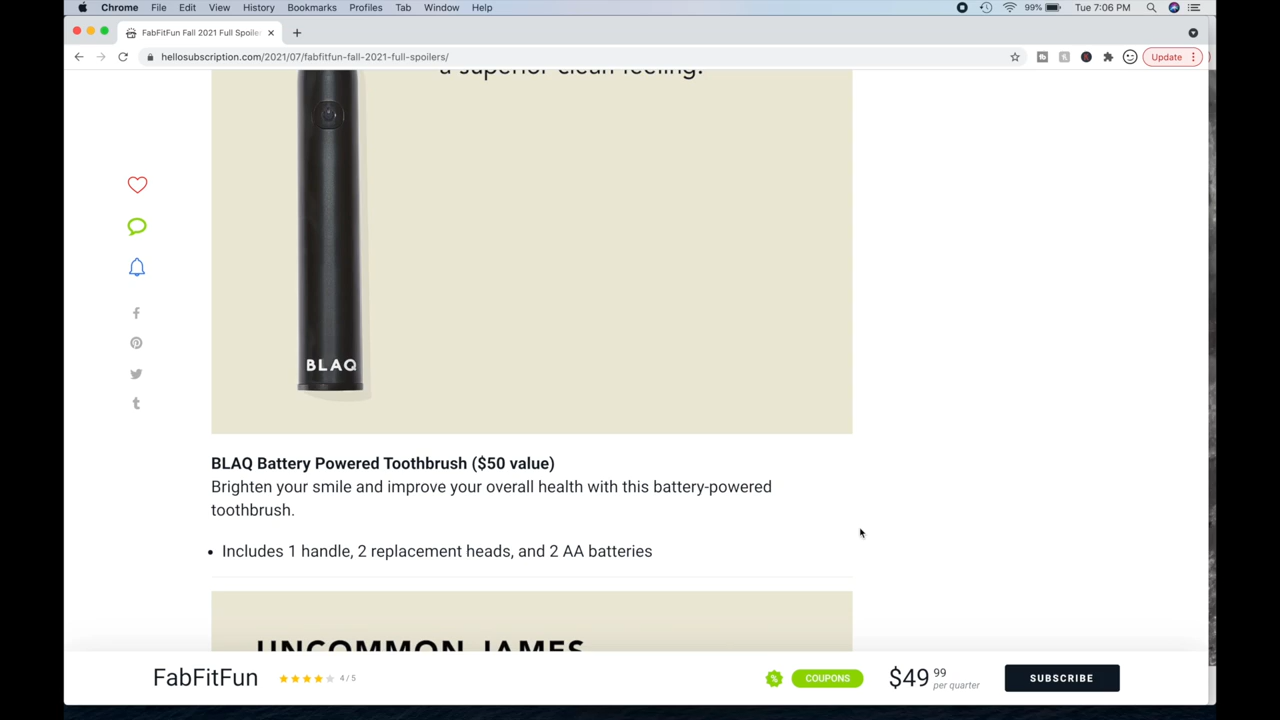 Chrome File Edit View History Bookmarks Profiles Tab Window Help 99% Tue 7:06 PM
FabFitFun Fall 2021 Full Spoile
hellosubscription.com/2021/07/fabfitfun-fall-2021-full-spoilers/ Update
a superior clean feeling.
BLAQ
BLAQ Battery Powered Toothbrush ($50 value)
Brighten your smile and improve your overall health with this battery-powered
toothbrush.
• Includes 1 handle, 2 replacement heads, and 2 AA batteries
UNCOMMON JAMES
FabFitFun 4 / 5 % COUPONS $49 99 per quarter SUBSCRIBE